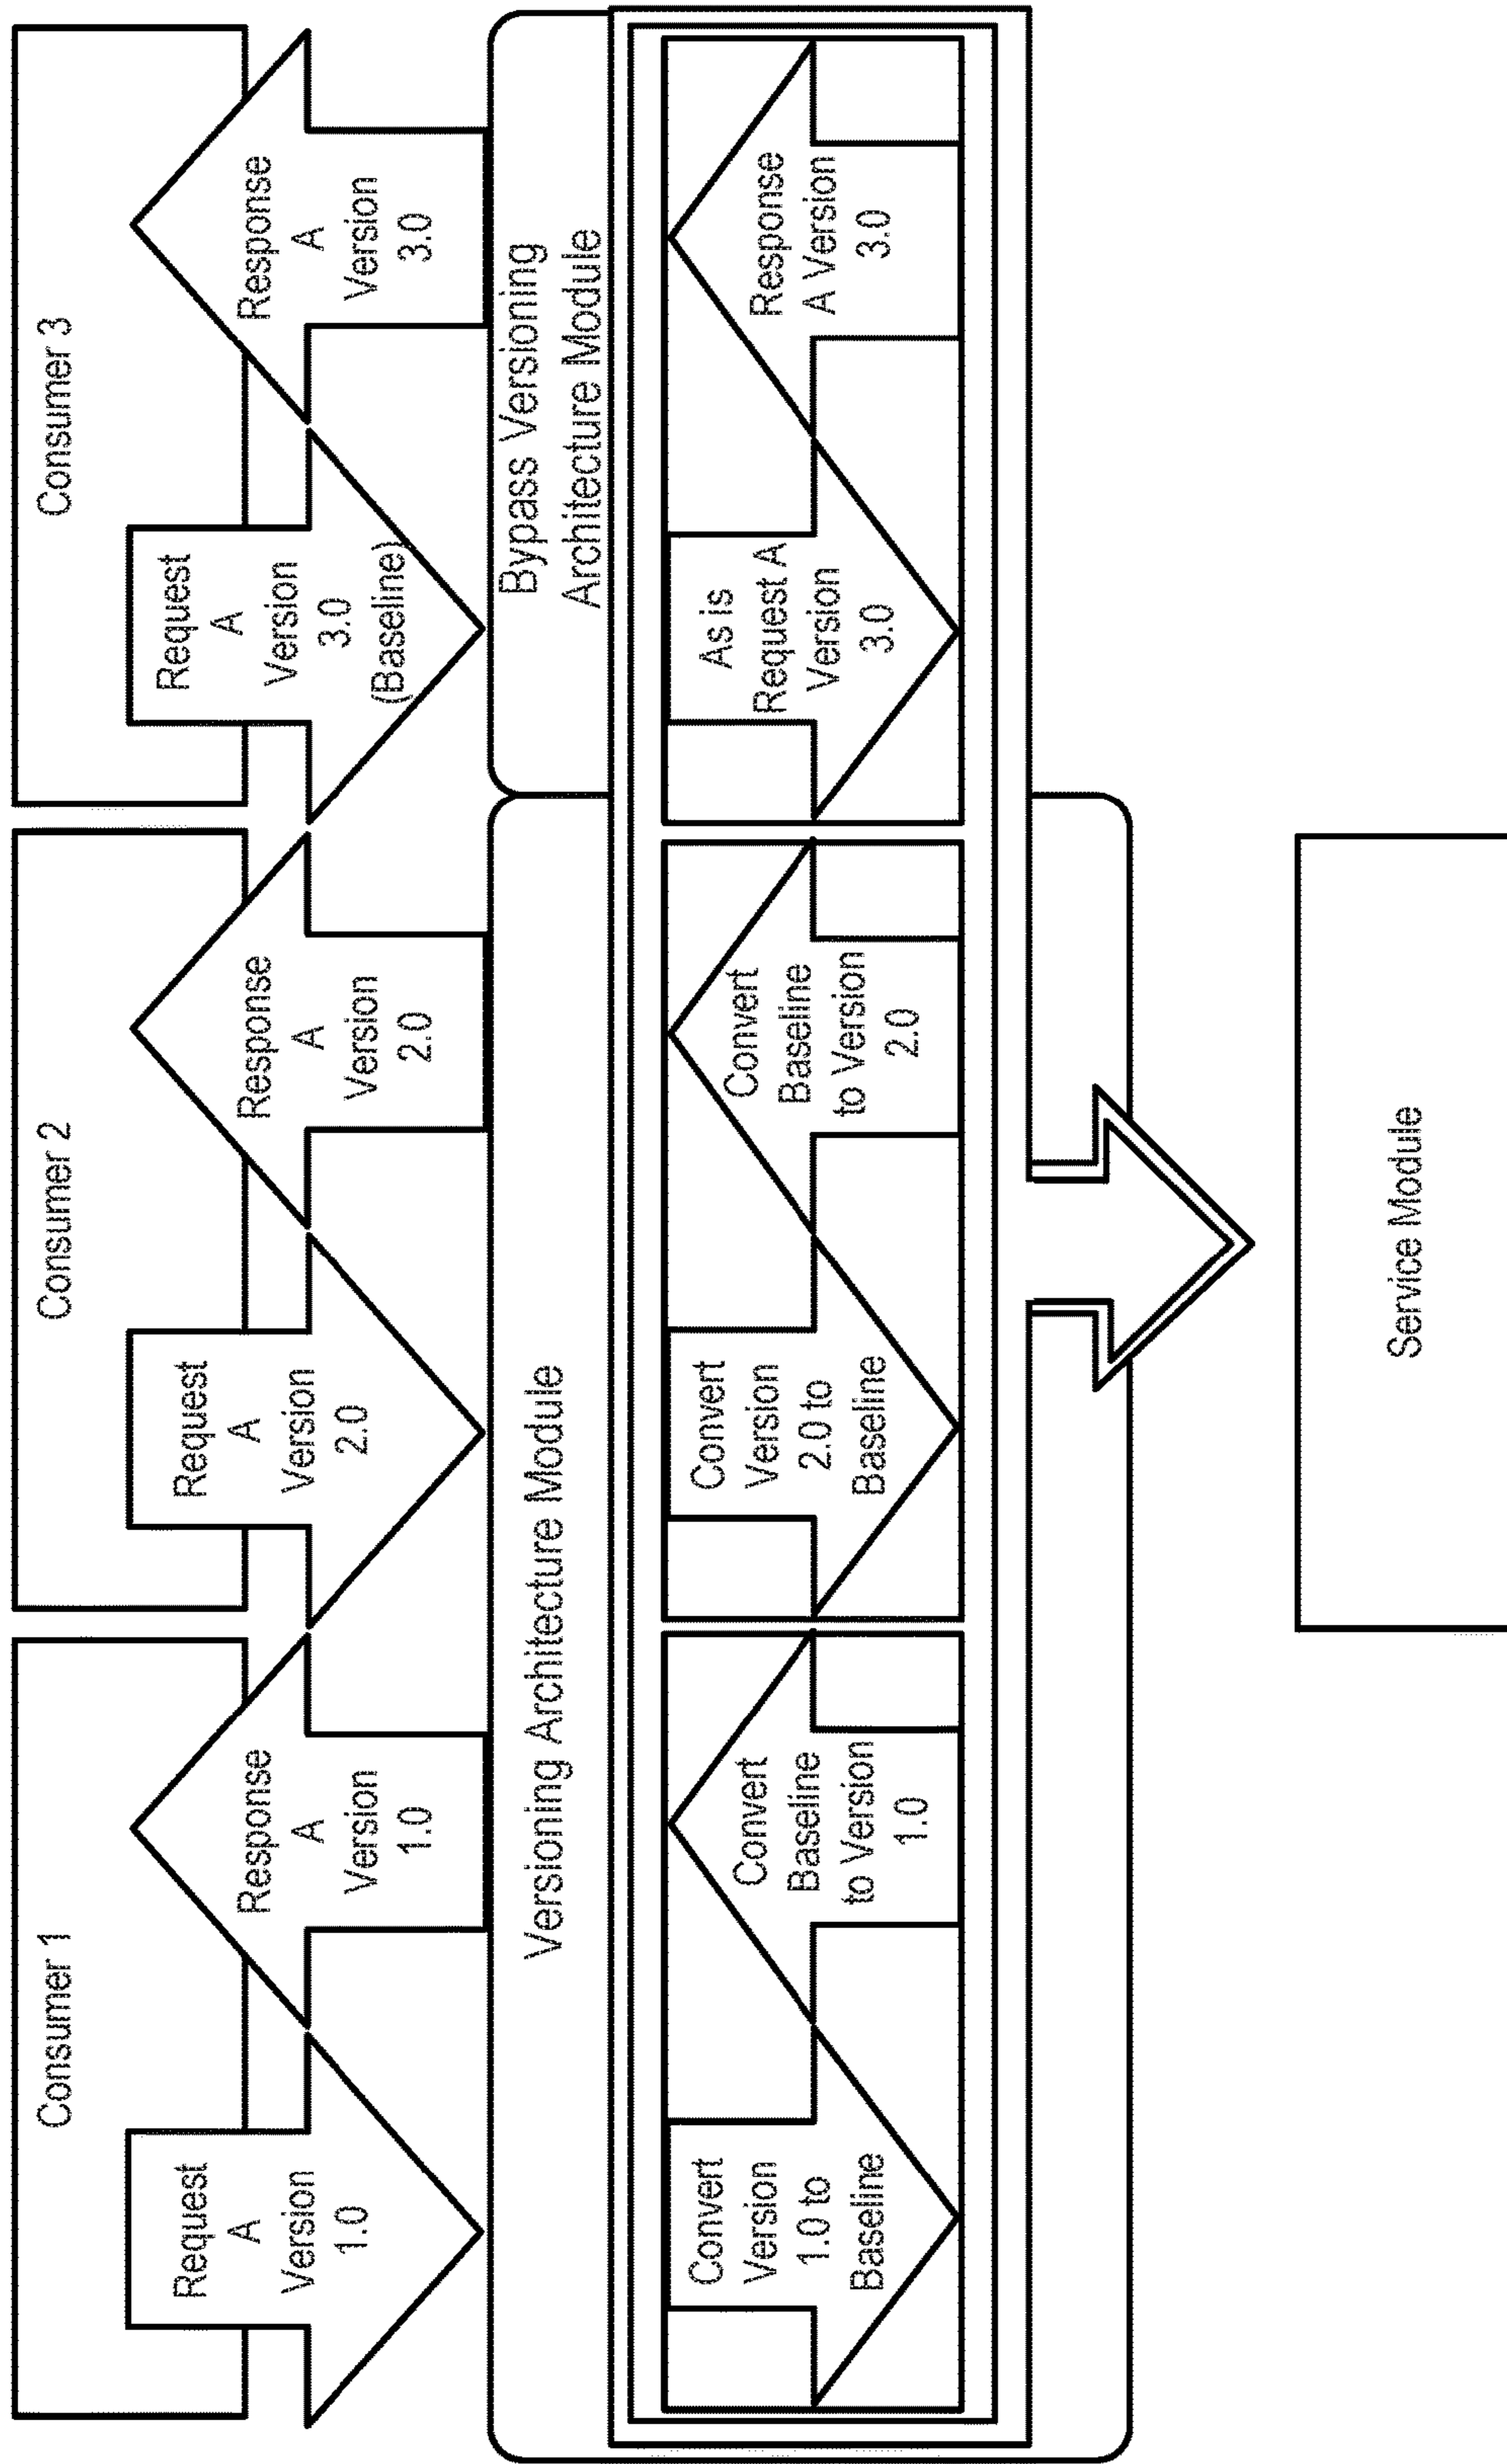 Consumer 1
Request
A
Version
1.0
Response
A
Version
1.0
Consumer 2
Request
A
Version
2.0
Response
A
Version
2.0
Consumer 3
Request
A
Version
3.0
(Baseline)
Response
A
Version
3.0
Versioning Architecture Module
Bypass Versioning
Architecture Module
Convert
Version
1.0 to
Baseline
Convert
Baseline
to Version
1.0
Convert
Version
2.0 to
Baseline
Convert
Baseline
to Version
2.0
As is
Request A
Version
3.0
Response
A Version
3.0
Service Module